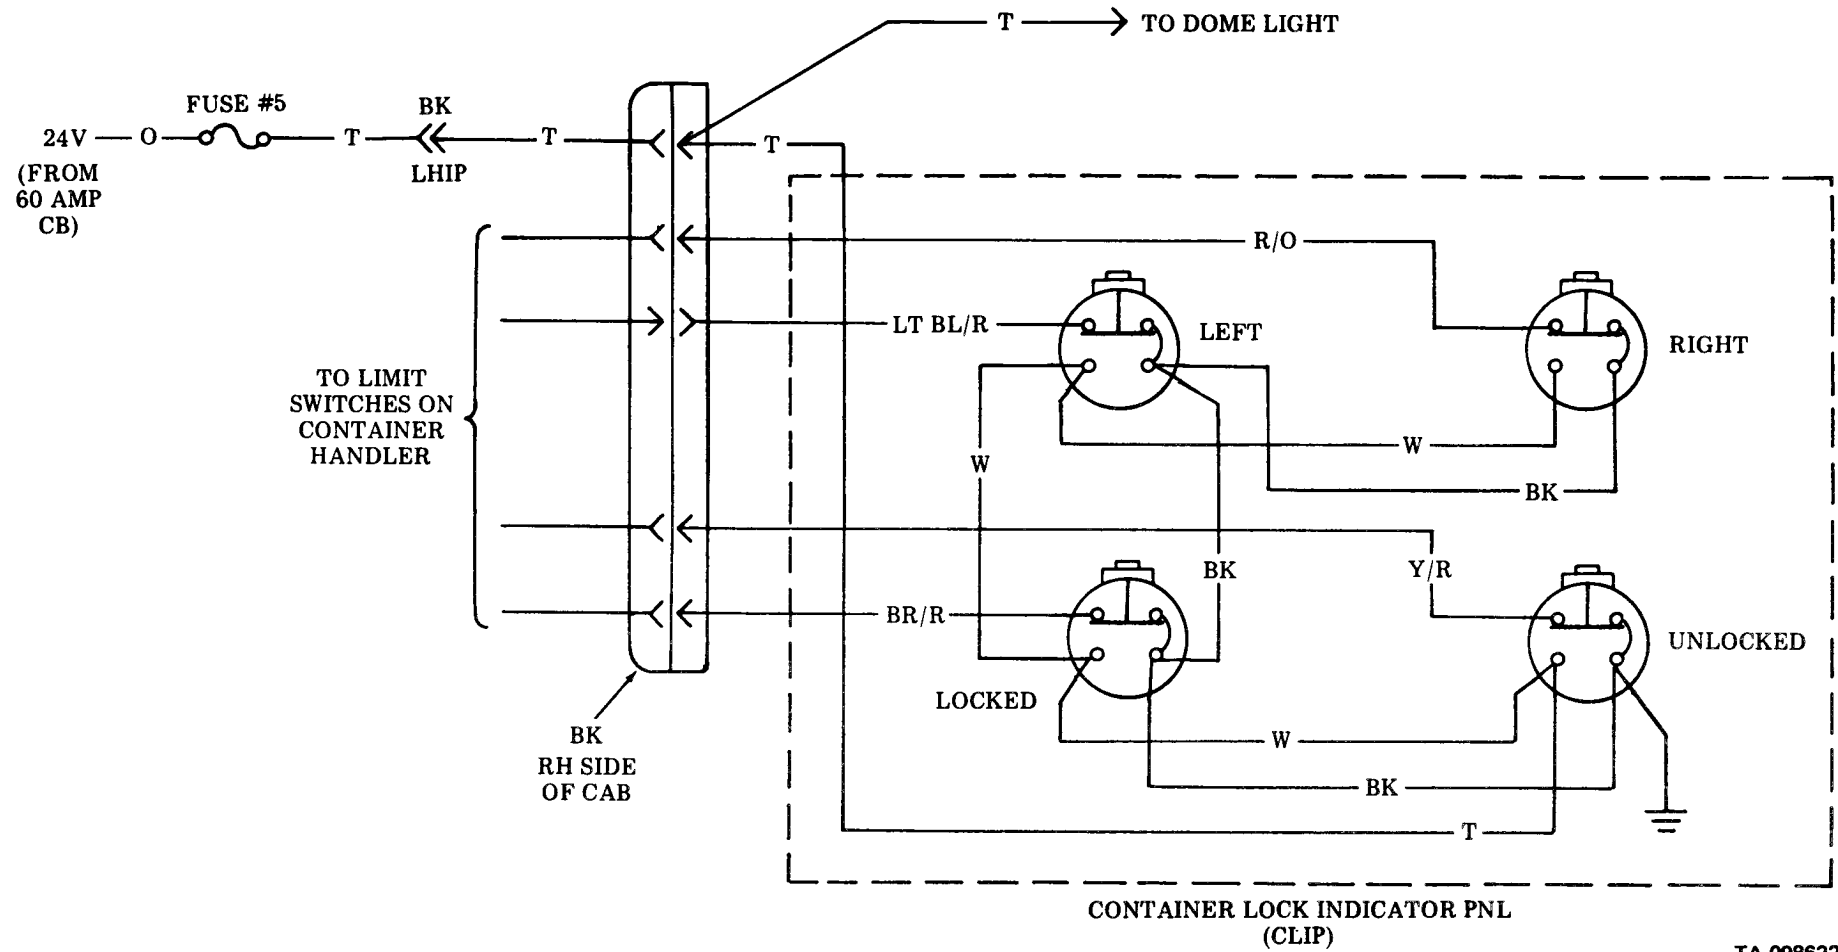 T
TO DOME LIGHT
FUSE #5
BK
24V
O
T
T
T
LHIP
(FROM
60 AMP
CB)
R/O
LT BL/R
LEFT
RIGHT
TO LIMIT
SWITCHES ON
CONTAINER
HANDLER
W
W
BK
BK
Y/R
BR/R
UNLOCKED
LOCKED
BK
RH SIDE
OF CAB
W
BK
T
CONTAINER LOCK INDICATOR PNL
(CLIP)